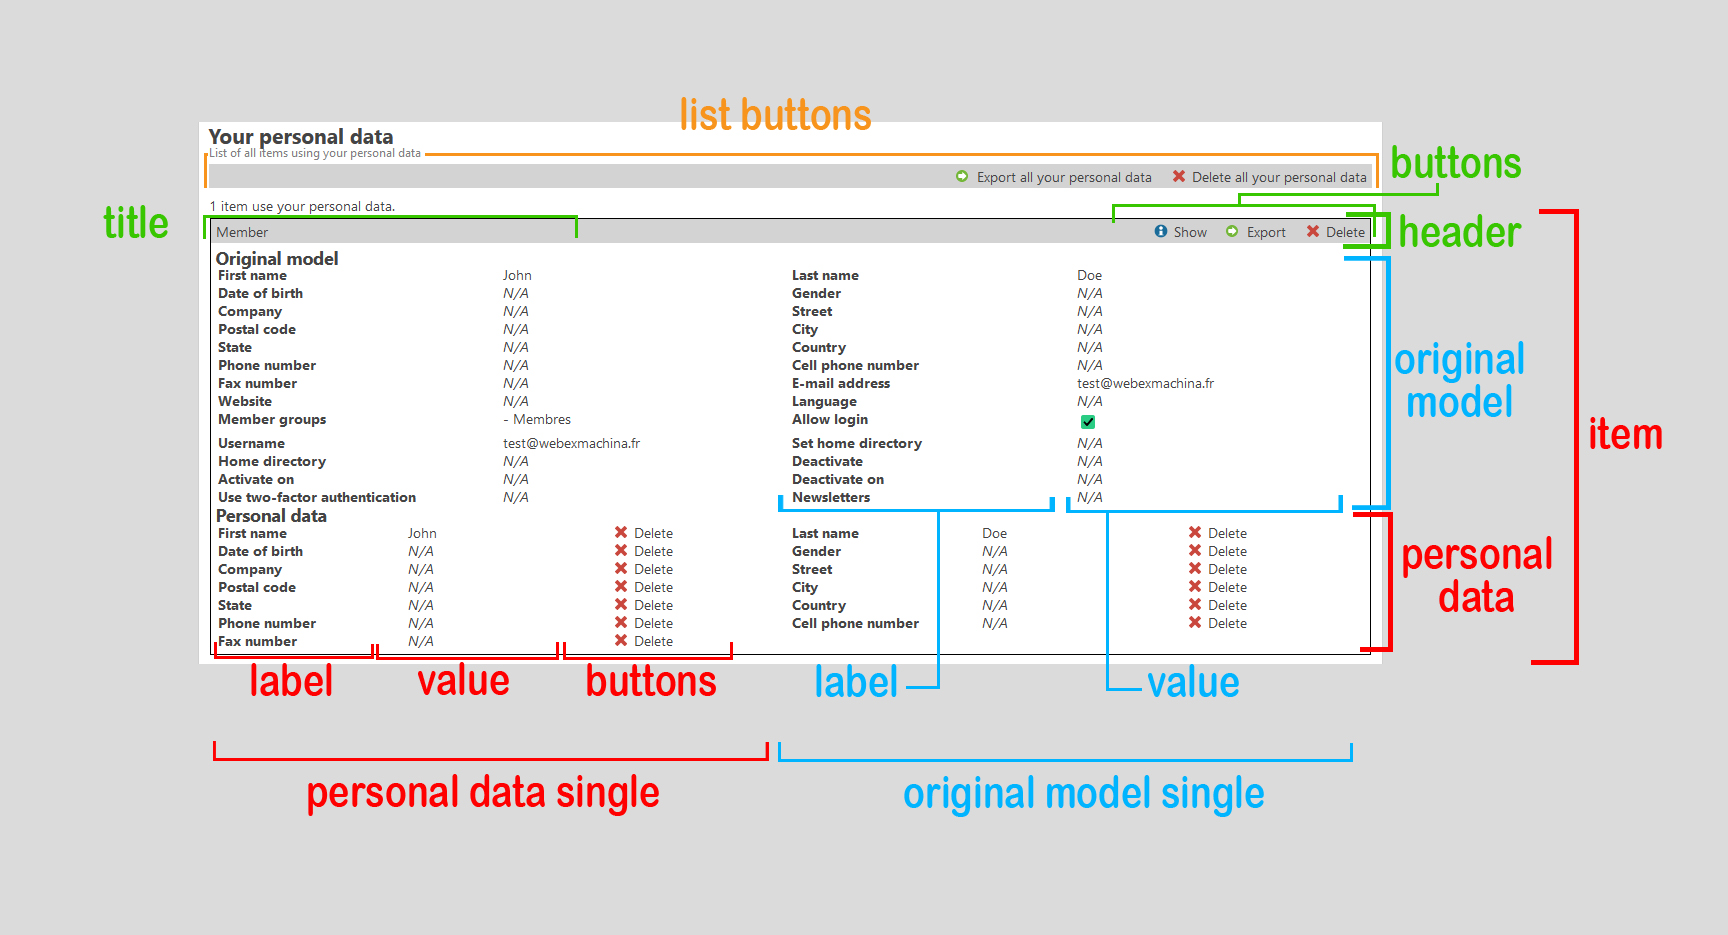 list buttons
Your personal data
List of all items using your personal data
buttons
Export all your personal data Delete all your personal data
1 item use your personal data.
title
Member Show Export Delete
header
Original model
First name John Last name Doe
Date of birth N/A Gender N/A
Company N/A Street N/A
Postal code N/A City N/A
State N/A Country N/A
Phone number N/A Cell phone number N/A
Fax number N/A E-mail address test@webexmachina.fr
Website N/A Language N/A
Member groups - Membres Allow login
Username test@webexmachina.fr Set home directory N/A
Home directory N/A Deactivate N/A
Activate on N/A Deactivate on N/A
Use two-factor authentication N/A Newsletters N/A
original
model
item
Personal data
First name John Delete Last name Doe Delete
Date of birth N/A Delete Gender N/A Delete
Company N/A Delete Street N/A Delete
Postal code N/A Delete City N/A Delete
State N/A Delete Country N/A Delete
Phone number N/A Delete Cell phone number N/A Delete
Fax number N/A Delete
personal
data
label value buttons label value
personal data single original model single